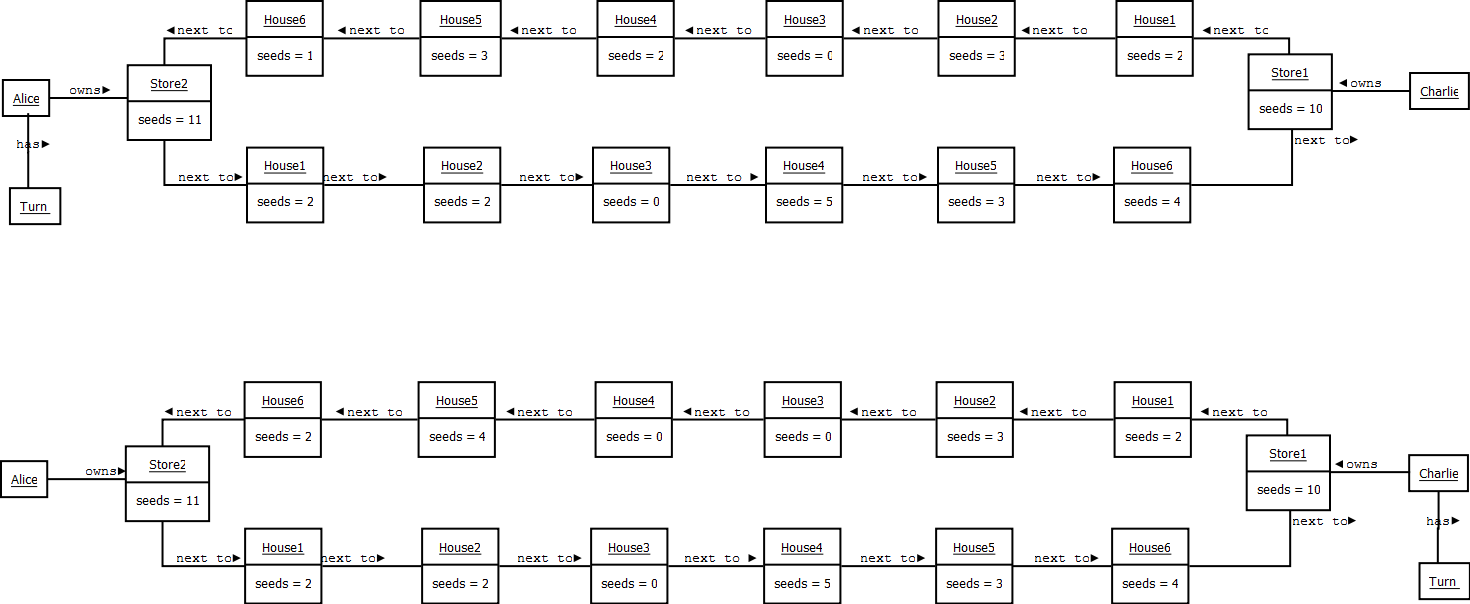 House6 House5 House4 House3 House2 House1
next to next to next to next to next to next to next to
seeds = 1 seeds = 3 seeds = 2 seeds = 0 seeds = 3 seeds = 2
Store2 Store1
Alice owns owns Charlie
seeds = 11 seeds = 10
has next to
House1 House2 House3 House4 House5 House6
next to next to next to next to next to next to
Turn seeds = 2 seeds = 2 seeds = 0 seeds = 5 seeds = 3 seeds = 4
House6 House5 House4 House3 House2 House1
next to next to next to next to next to next to next to
seeds = 2 seeds = 4 seeds = 0 seeds = 0 seeds = 3 seeds = 2
Store2 Store1
Alice owns owns Charlie
seeds = 11 seeds = 10
next to has
House1 House2 House3 House4 House5 House6
next to next to next to next to next to next to
seeds = 2 seeds = 2 seeds = 0 seeds = 5 seeds = 3 seeds = 4 Turn